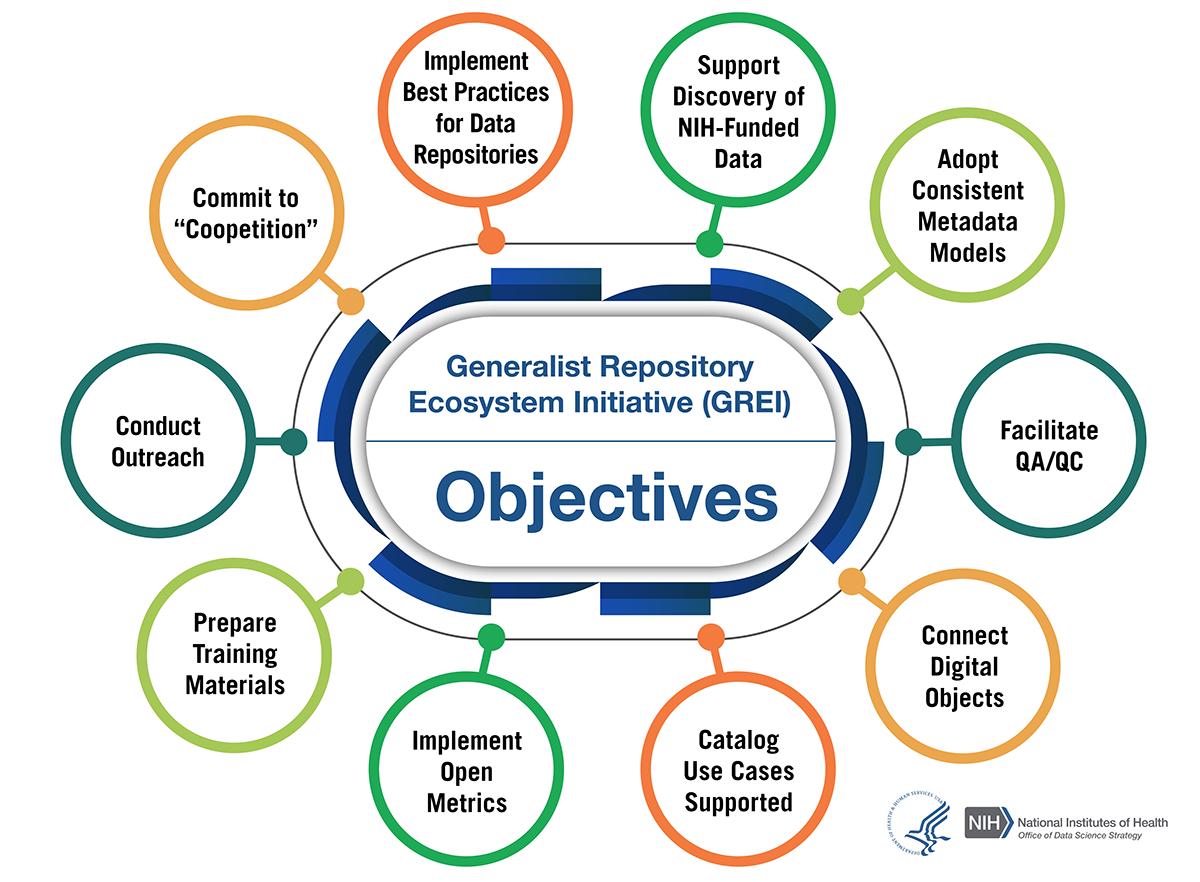 Implement
Best Practices
for Data
Repositories
Support
Discovery of
NIH-Funded
Data
Adopt
Consistent
Metadata
Models
Facilitate
QA/QC
Connect
Digital
Objects
Catalog
Use Cases
Supported
Implement
Open
Metrics
Prepare
Training
Materials
Conduct
Outreach
Commit to
“Coopetition”
Generalist Repository
Ecosystem Initiative (GREI)
Objectives
DEPARTMENT OF HEALTH & HUMAN SERVICES. USA
NIH
National Institutes of Health
Office of Data Science Strategy